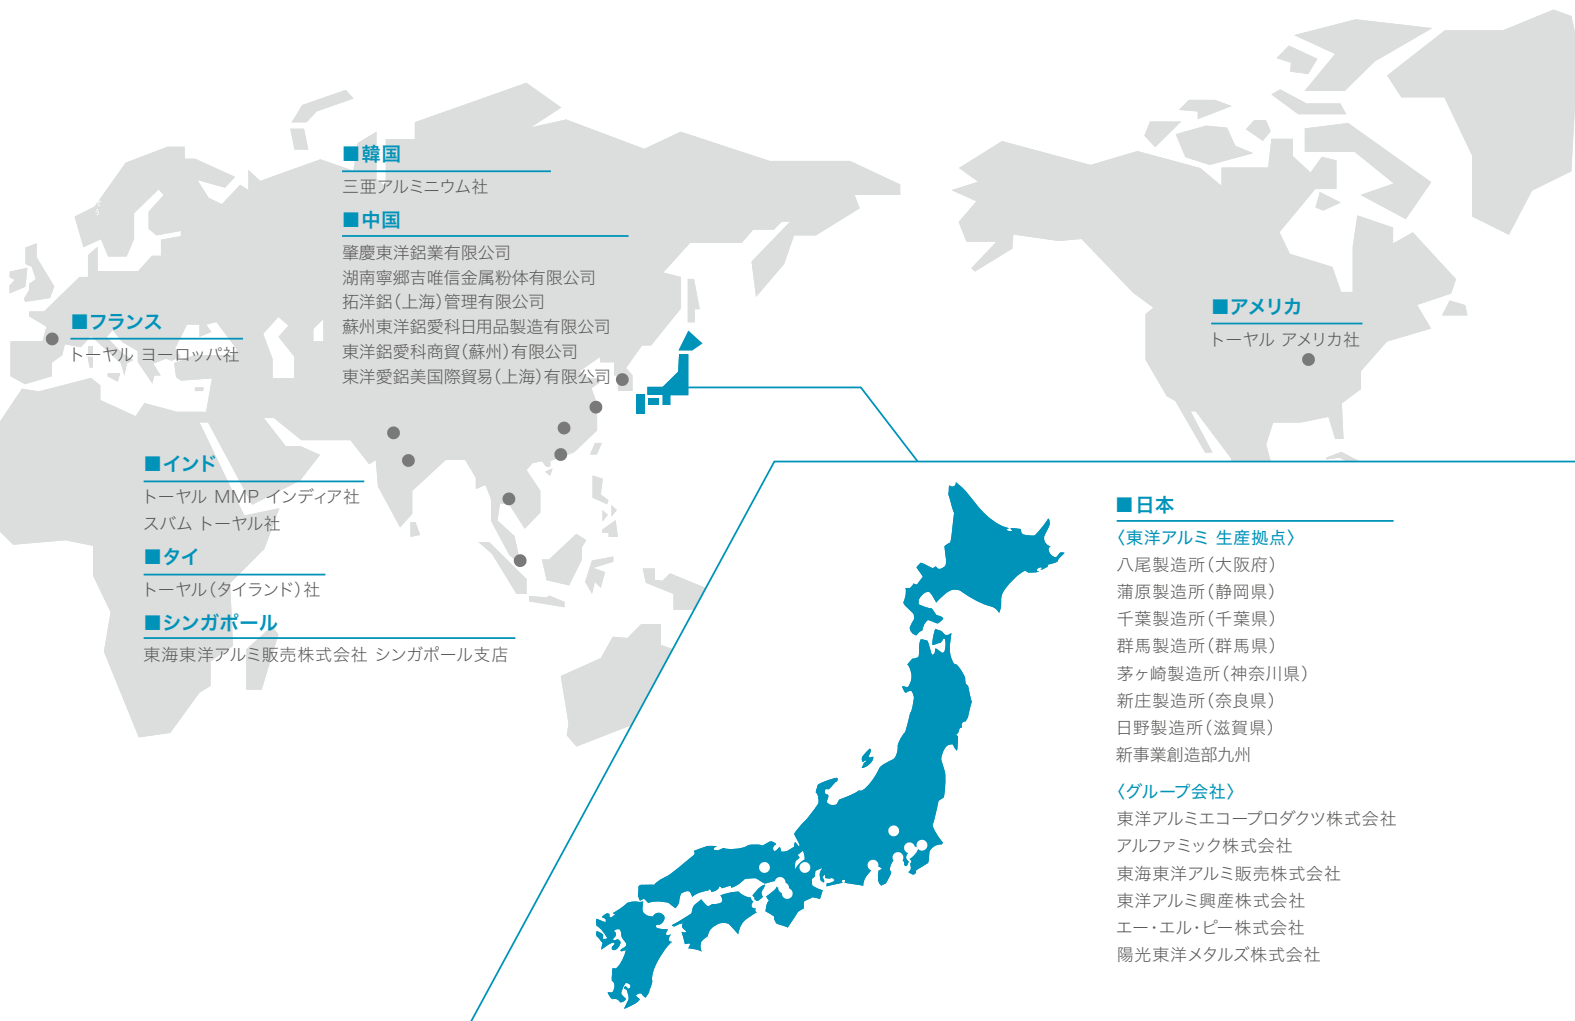 ■韓国
三亜アルミニウム社
■中国
肇慶東洋鋁業有限公司
湖南寧郷吉唯信金属粉体有限公司
拓洋鋁（上海）管理有限公司
蘇州東洋鋁愛科日用品製造有限公司
東洋鋁愛科商貿（蘇州）有限公司
東洋愛鋁美国際貿易（上海）有限公司
■フランス
トーヤル ヨーロッパ社
■アメリカ
トーヤル アメリカ社
■インド
トーヤル MMP インディア社
スバム トーヤル社
■タイ
トーヤル（タイランド）社
■シンガポール
東海東洋アルミ販売株式会社 シンガポール支店
■日本
〈東洋アルミ 生産拠点〉
八尾製造所（大阪府）
蒲原製造所（静岡県）
千葉製造所（千葉県）
群馬製造所（群馬県）
茅ヶ崎製造所（神奈川県）
新庄製造所（奈良県）
日野製造所（滋賀県）
新事業創造部九州
〈グループ会社〉
東洋アルミエコープロダクツ株式会社
アルファミック株式会社
東海東洋アルミ販売株式会社
東洋アルミ興産株式会社
エー・エル・ピー株式会社
陽光東洋メタルズ株式会社